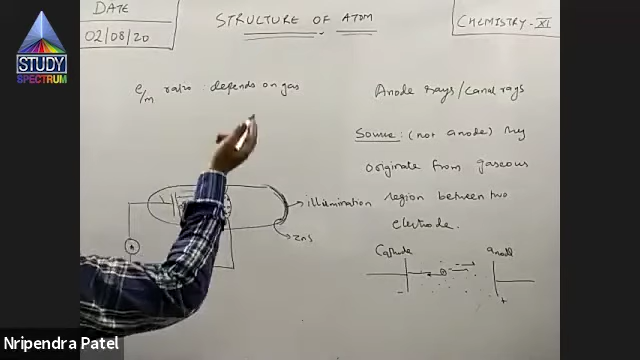 DATE
02/08/20
STRUCTURE OF ATOM
CHEMISTRY-XI
STUDY
SPECTRUM
e/m ratio : depends on gas
Anode rays/canal rays
Source : (not anode) they
originate from gaseous
region between two
electrode.
illumination
ZnS
Cathode
anode
-
+
Nripendra Patel